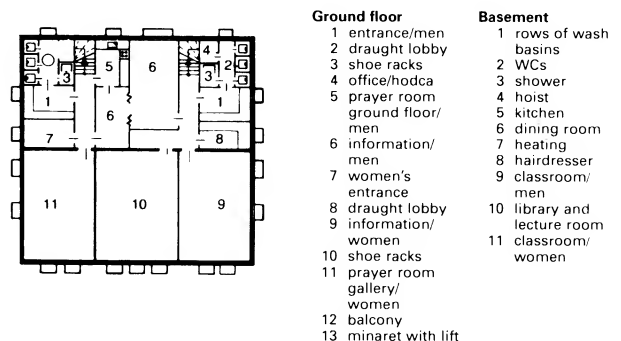 4
5 6 2
3 3
1 6 1
7 8
11 10 9
Ground floor
1 entrance/men
2 draught lobby
3 shoe racks
4 office/hodca
5 prayer room
ground floor/
men
6 information/
men
7 women's
entrance
8 draught lobby
9 information/
women
10 shoe racks
11 prayer room
gallery/
women
12 balcony
13 minaret with lift
Basement
1 rows of wash
basins
2 WCs
3 shower
4 hoist
5 kitchen
6 dining room
7 heating
8 hairdresser
9 classroom/
men
10 library and
lecture room
11 classroom/
women